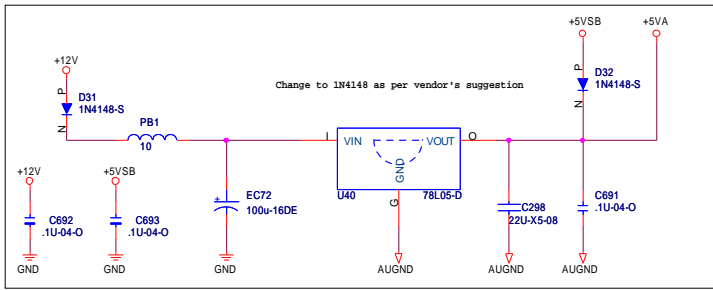 +5VSB
+5VA
+12V
P
D31
1N4148-S
N
Change to 1N4148 as per vendor's suggestion
P
D32
1N4148-S
N
PB1
10
I
VIN
VOUT
O
GND
U40
78L05-D
G
+12V
+5VSB
C692
.1U-04-O
C693
.1U-04-O
+
EC72
100u-16DE
C298
22U-X5-08
C691
.1U-04-O
GND
GND
GND
AUGND
AUGND
AUGND